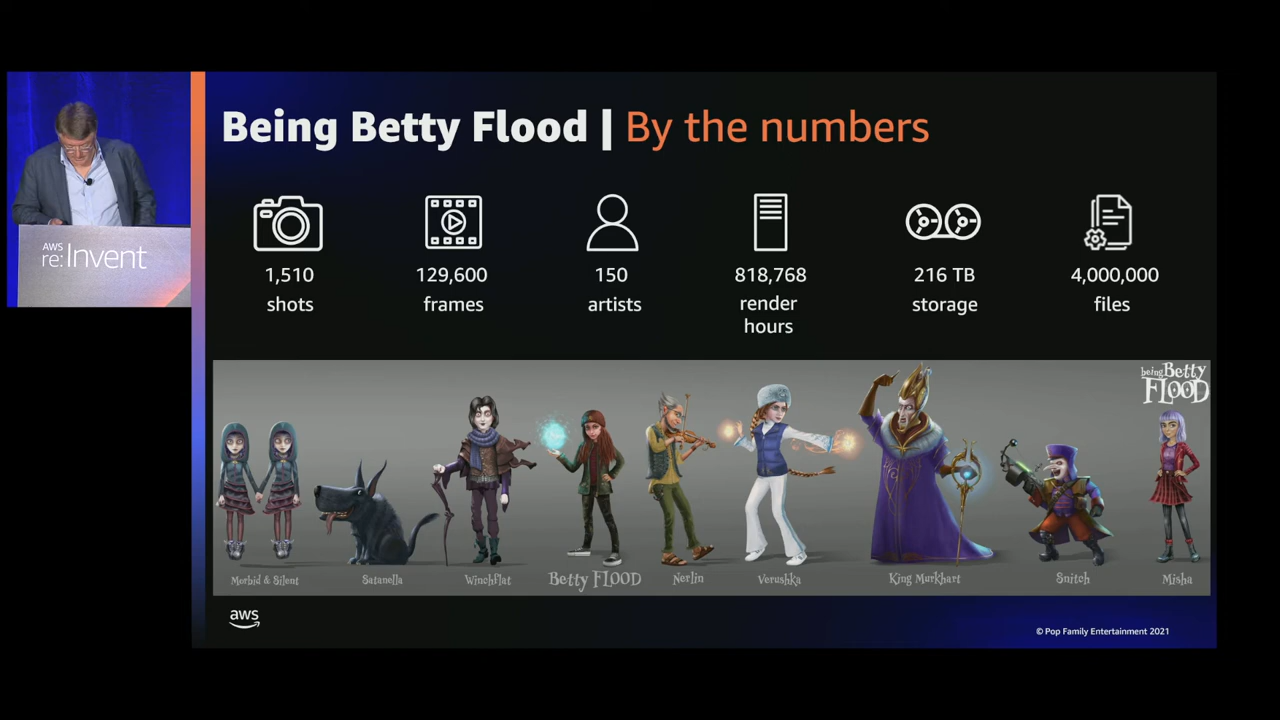 Being Betty Flood | By the numbers
AWS
re:Invent
1,510
shots
129,600
frames
150
artists
818,768
render
hours
216 TB
storage
4,000,000
files
being Betty
FLOOD
Morbid & Silent
Satanella
Winchflat
Betty FLOOD
Nerlin
Verushka
King Murkhart
Snitch
Misha
aws
© Pop Family Entertainment 2021